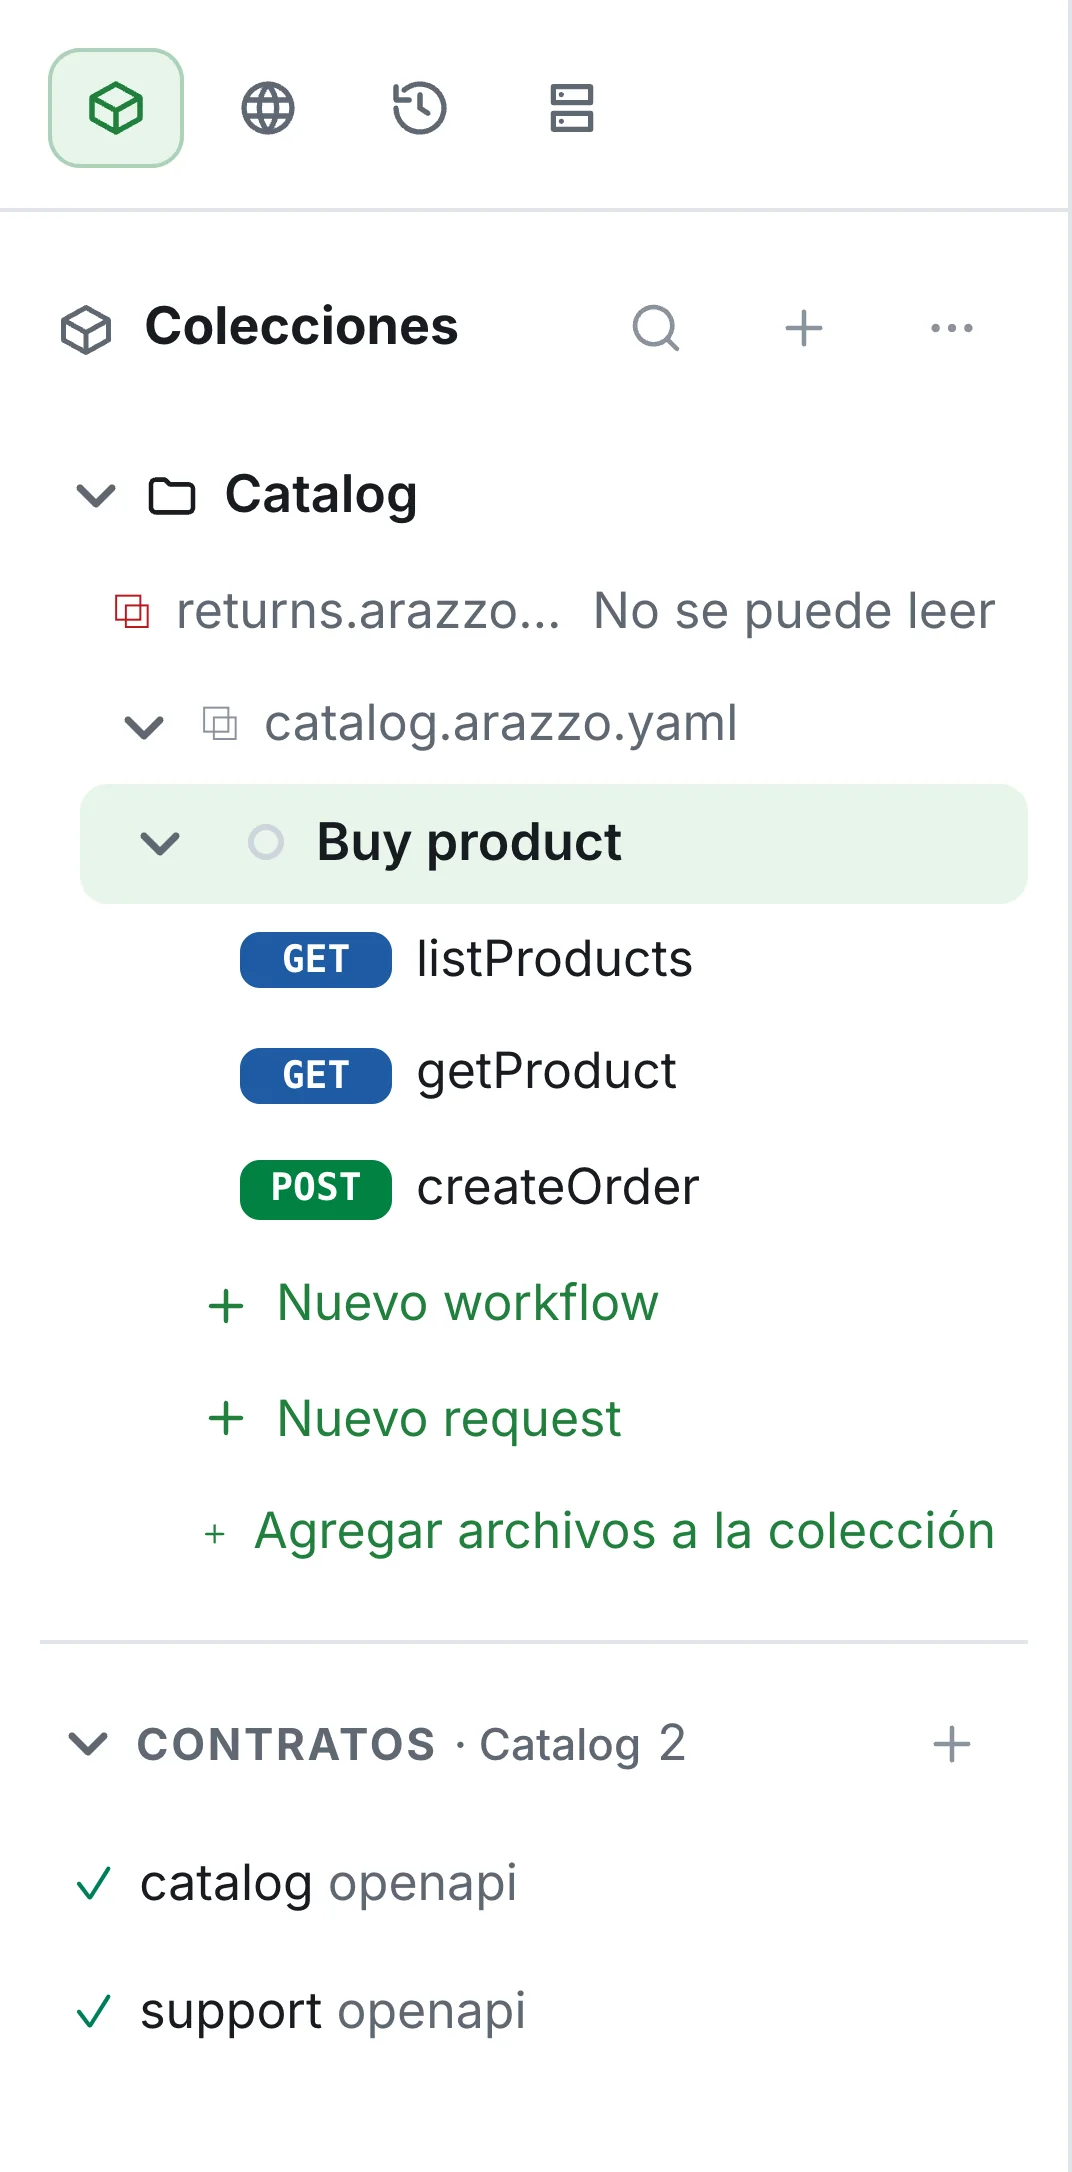 Colecciones
Catalog
returns.arazzo... No se puede leer
catalog.arazzo.yaml
Buy product
GET listProducts
GET getProduct
POST createOrder
+ Nuevo workflow
+ Nuevo request
+ Agregar archivos a la colección
CONTRATOS · Catalog 2
catalog openapi
support openapi